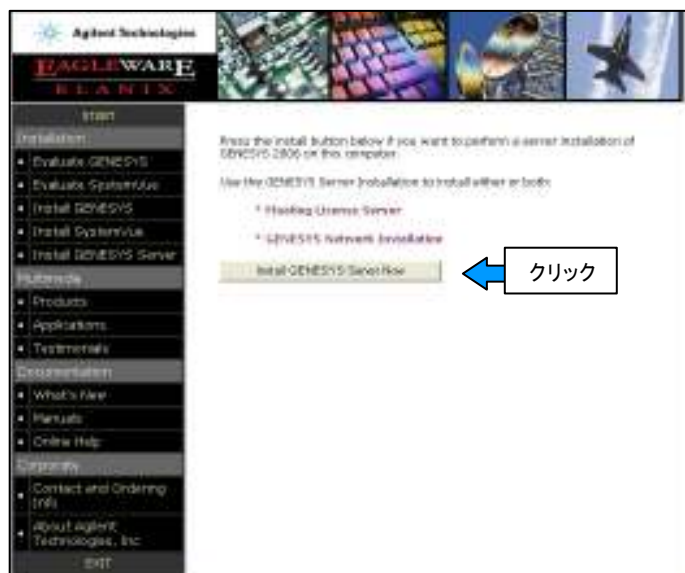 Agilent Technologies
EAGLEWARE
ELANIX
START
Installation
Evaluate GENESYS
Evaluate SystemVue
Install GENESYS
Install SystemVue
Install GENESYS Server
Multimedia
Products
Applications
Testimonials
Documentation
What's New
Manuals
Online Help
Corporate
Contact and Ordering
Info
About Agilent
Technologies, Inc
EXIT
Press the install button below if you want to perform a server installation of
GENESYS 2006 on this computer.
Use the GENESYS Server Installation to install either or both:
* Floating License Server
* GENESYS Network Installation
Install GENESYS Server Now
クリック